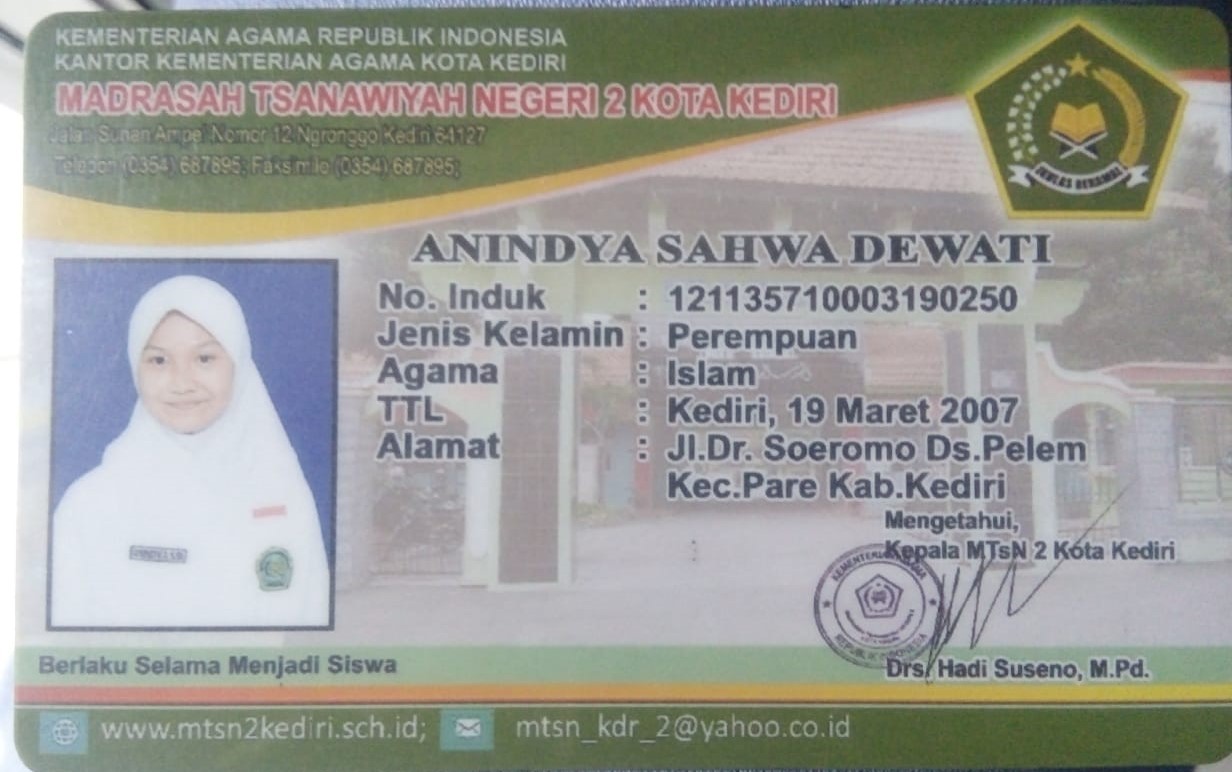 KEMENTERIAN AGAMA REPUBLIK INDONESIA
KANTOR KEMENTERIAN AGAMA KOTA KEDIRI
MADRASAH TSANAWIYAH NEGERI 2 KOTA KEDIRI
Jalan Sunan Ampel Nomor 12 Ngronggo Kediri 64127
Telepon (0354) 687895; Faksimile (0354) 687895;
IKHLAS BERAMAL
ANINDYA SAHWA DEWATI
No. Induk : 121135710003190250
Jenis Kelamin : Perempuan
Agama : Islam
TTL : Kediri, 19 Maret 2007
Alamat : Jl.Dr. Soeromo Ds.Pelem
Kec.Pare Kab.Kediri
Mengetahui,
Kepala MTsN 2 Kota Kediri
KEMENTERIAN AGAMA
REPUBLIK INDONESIA
Drs. Hadi Suseno, M.Pd.
Berlaku Selama Menjadi Siswa
www.mtsn2kediri.sch.id; mtsn_kdr_2@yahoo.co.id